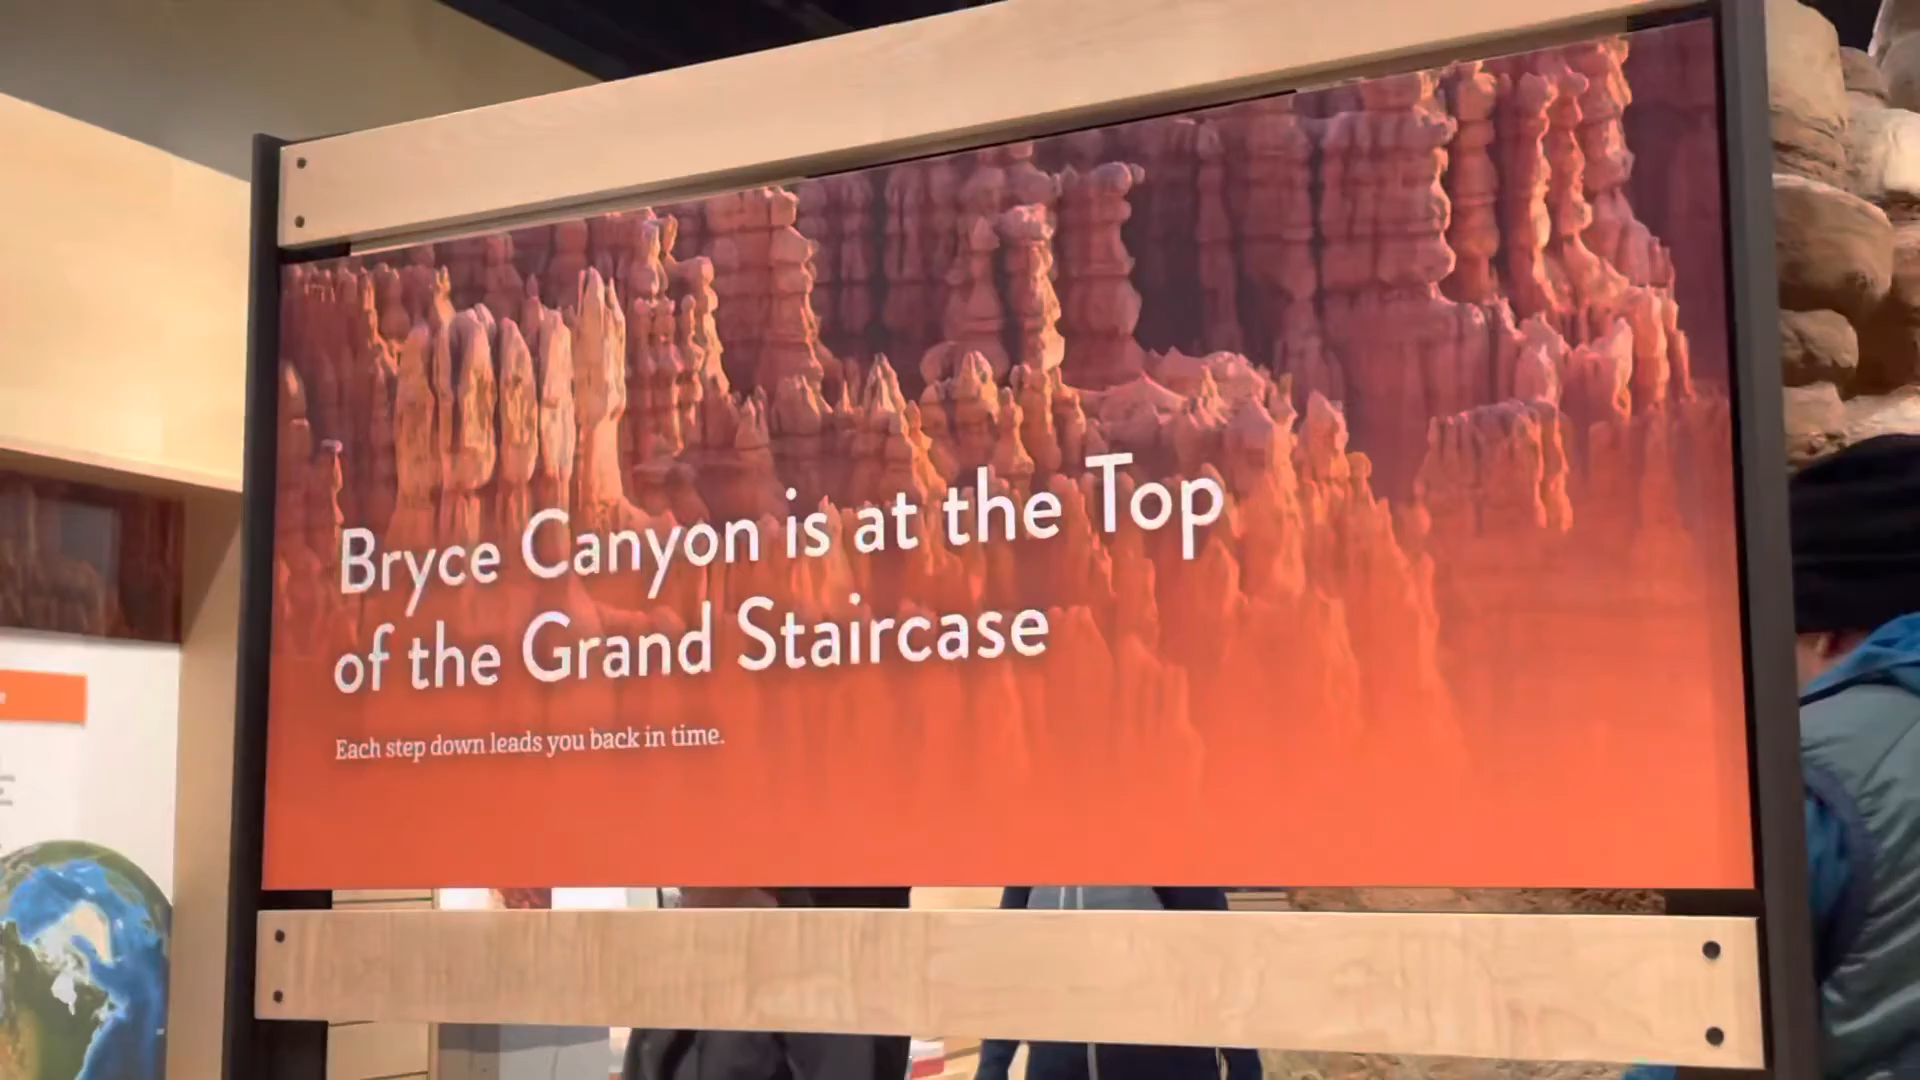 Bryce Canyon is at the Top
of the Grand Staircase
Each step down leads you back in time.